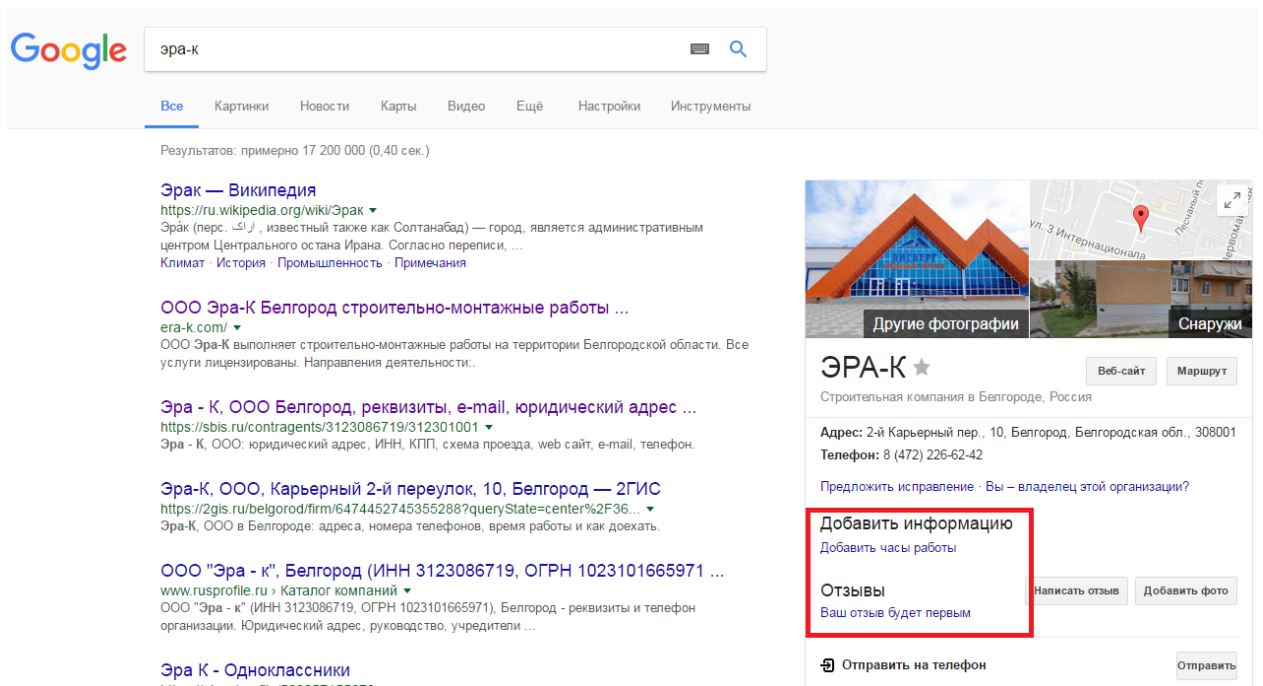 Google
эра-к
Все Картинки Новости Карты Видео Ещё Настройки Инструменты
Результатов: примерно 17 200 000 (0,40 сек.)
Эрак — Википедия
https://ru.wikipedia.org/wiki/Эрак
Эра́к (перс. اراک‎, известный также как Солтанабад) — город, является административным
центром Центрального остана Ирана. Согласно переписи, ...
Климат · История · Промышленность · Примечания
ООО Эра-К Белгород строительно-монтажные работы ...
era-k.com/
ООО Эра-К выполняет строительно-монтажные работы на территории Белгородской области. Все
услуги лицензированы. Направления деятельности:.
Эра - К, ООО Белгород, реквизиты, e-mail, юридический адрес ...
https://sbis.ru/contragents/3123086719/312301001
Эра - К, ООО: юридический адрес, ИНН, КПП, схема проезда, web сайт, e-mail, телефон.
Эра-К, ООО, Карьерный 2-й переулок, 10, Белгород — 2ГИС
https://2gis.ru/belgorod/firm/6474452745355288?queryState=center%2F36...
Эра-К, ООО в Белгороде: адреса, номера телефонов, время работы и как доехать.
ООО "Эра - к", Белгород (ИНН 3123086719, ОГРН 1023101665971 ...
www.rusprofile.ru › Каталог компаний
ООО "Эра - к" (ИНН 3123086719, ОГРН 1023101665971), Белгород - реквизиты и телефон
организации. Юридический адрес, руководство, учредители ...
Эра К - Одноклассники
ул. 3 Интернационала
Песчаный
Другие фотографии
Снаружи
ЭРА-К
Веб-сайт Маршрут
Строительная компания в Белгороде, Россия
Адрес: 2-й Карьерный пер., 10, Белгород, Белгородская обл., 308001
Телефон: 8 (472) 226-62-42
Предложить исправление · Вы – владелец этой организации?
Добавить информацию
Добавить часы работы
Отзывы
Написать отзыв Добавить фото
Ваш отзыв будет первым
Отправить на телефон
Отправить